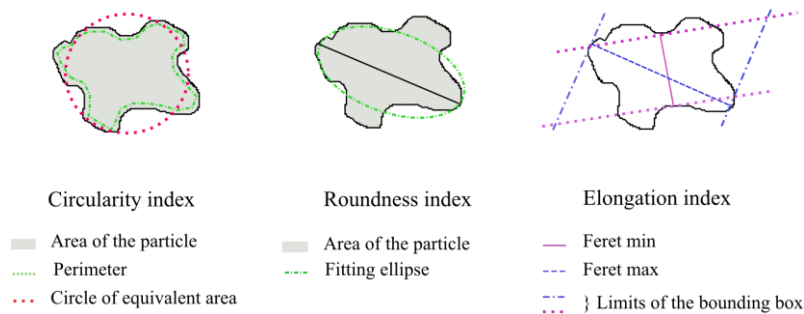 Circularity index
Area of the particle
Perimeter
Circle of equivalent area
Roundness index
Area of the particle
Fitting ellipse
Elongation index
Feret min
Feret max
} Limits of the bounding box